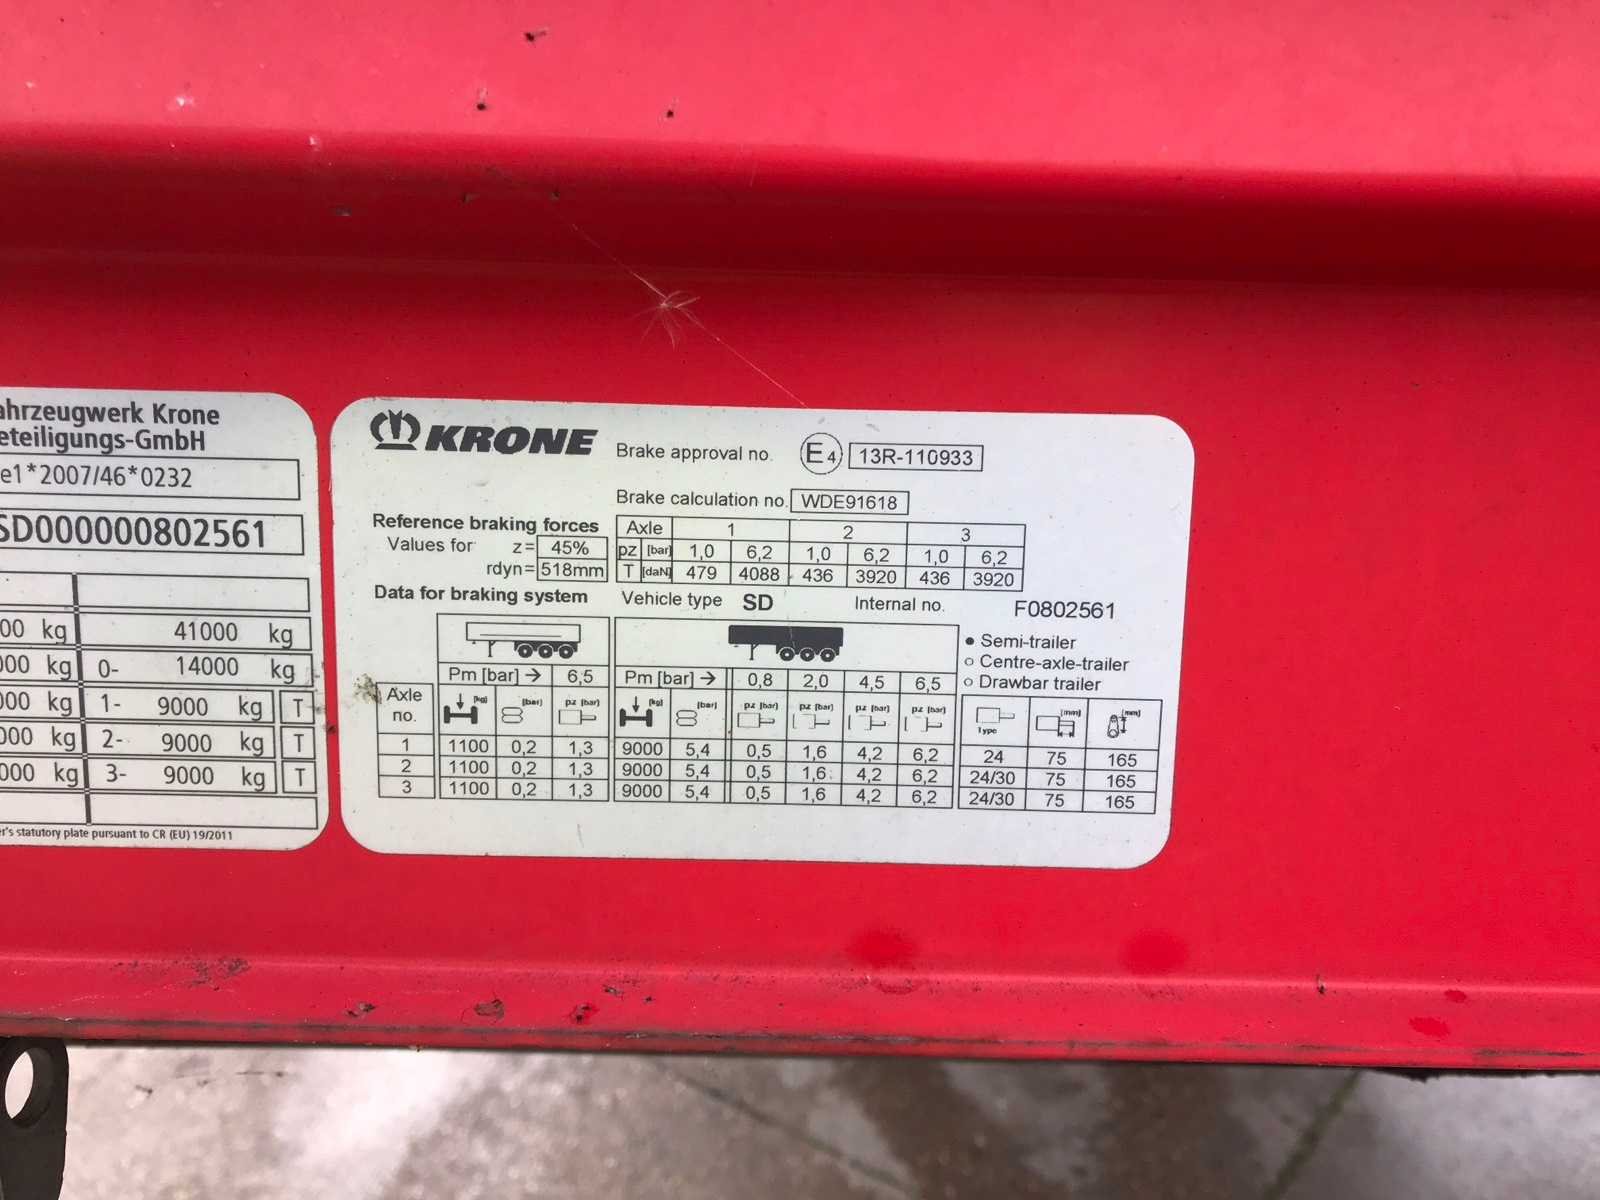 ahrzeugwerk Krone
eteiligungs-GmbH
e1*2007/46*0232
SD000000802561
00 kg 41000 kg
000 kg 0- 14000 kg
000 kg 1- 9000 kg T
000 kg 2- 9000 kg T
000 kg 3- 9000 kg T
er's statutory plate pursuant to CR (EU) 19/2011
KRONE
Brake approval no. E4 13R-110933
Brake calculation no. WDE91618
Reference braking forces
Values for z= 45%
rdyn= 518mm
Axle 1 2 3
pz [bar] 1,0 6,2 1,0 6,2 1,0 6,2
T [daN] 479 4088 436 3920 436 3920
Data for braking system Vehicle type SD Internal no. F0802561
Semi-trailer
Centre-axle-trailer
Drawbar trailer
Pm [bar] → 6,5 Pm [bar] → 0,8 2,0 4,5 6,5
Axle no. [kg] [bar] pz [bar] [kg] [bar] pz [bar] pz [bar] pz [bar] pz [bar] Type [mm] [mm]
1 1100 0,2 1,3 9000 5,4 0,5 1,6 4,2 6,2 24 75 165
2 1100 0,2 1,3 9000 5,4 0,5 1,6 4,2 6,2 24/30 75 165
3 1100 0,2 1,3 9000 5,4 0,5 1,6 4,2 6,2 24/30 75 165